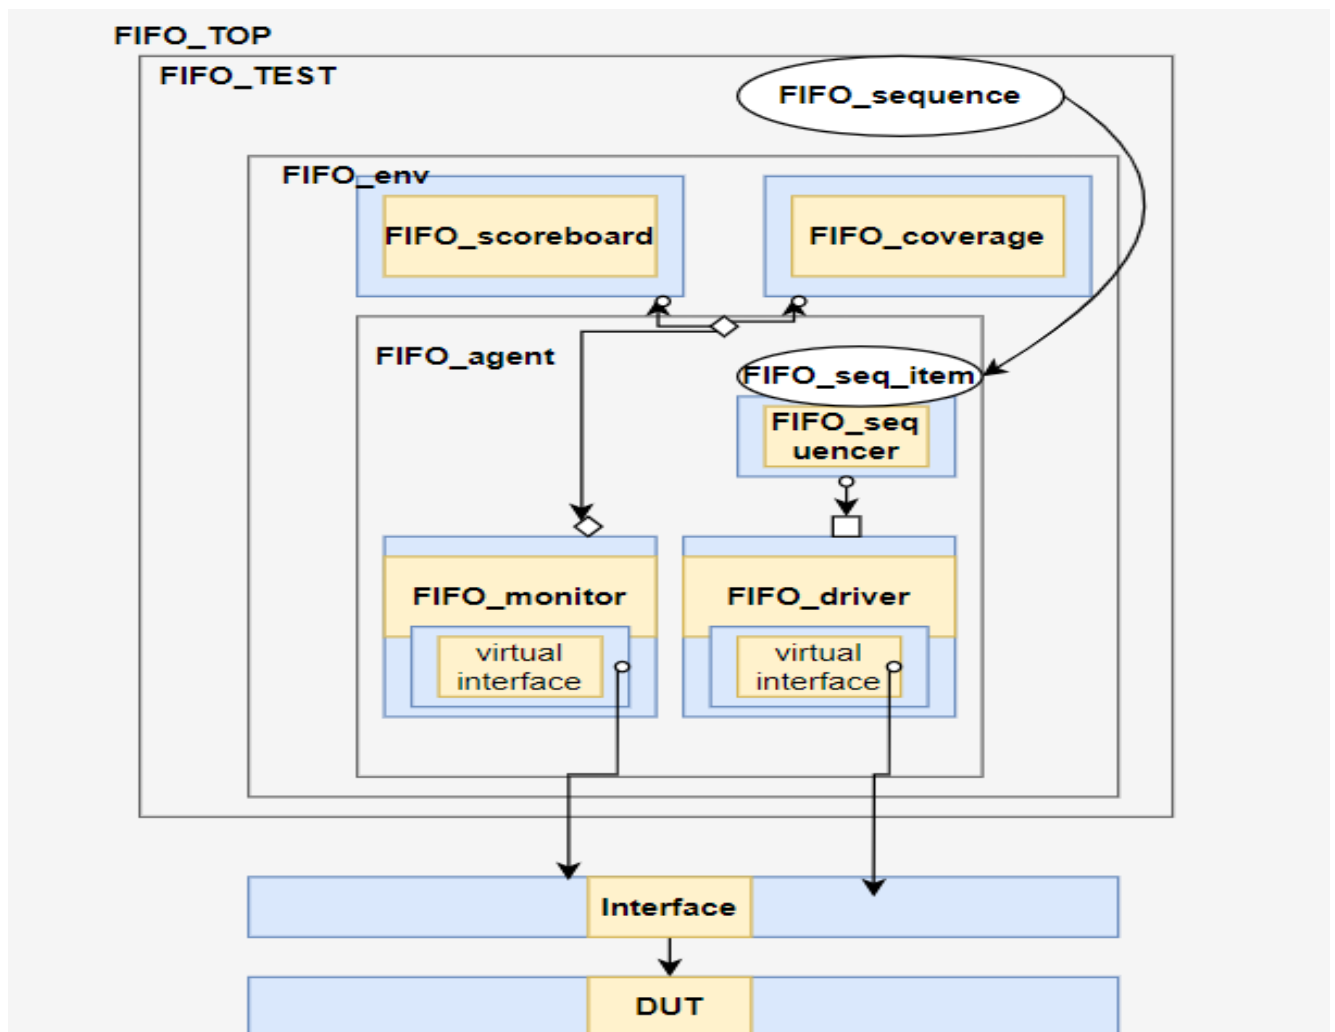 FIFO_TOP
FIFO_TEST
FIFO_sequence
FIFO_env
FIFO_scoreboard
FIFO_coverage
FIFO_agent
FIFO_seq_item
FIFO_seq
uencer
FIFO_monitor
FIFO_driver
virtual
interface
virtual
interface
Interface
DUT